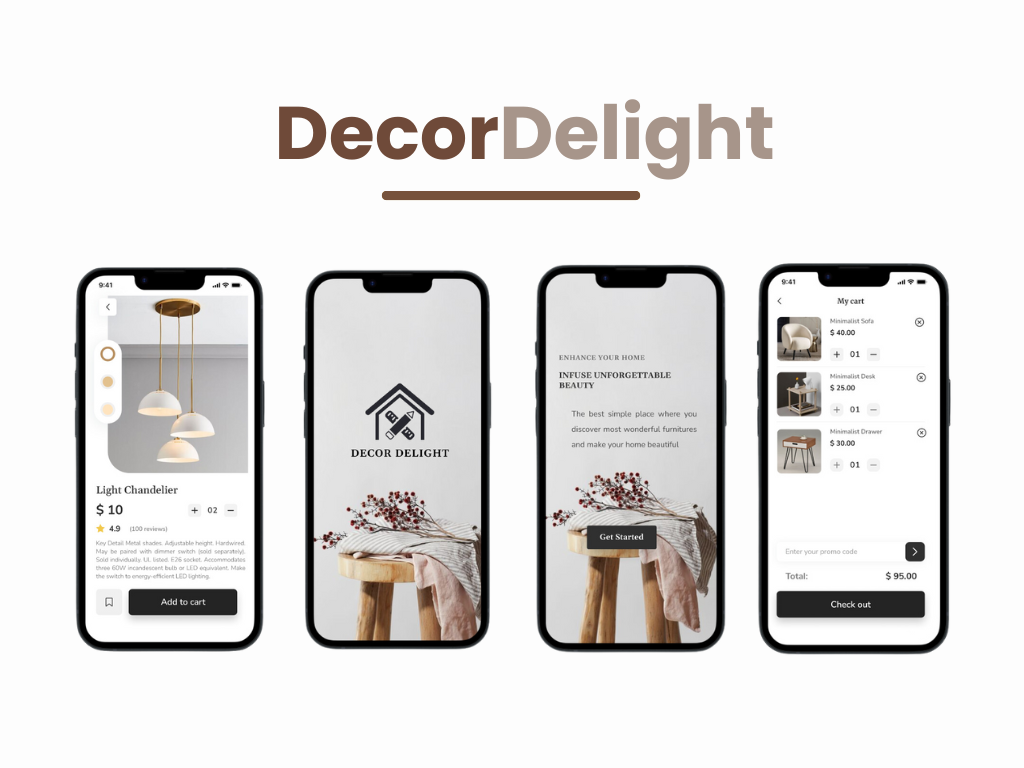 DecorDelight
9:41
Light Chandelier
$ 10
+ 02 −
4.9 (100 reviews)
Key Detail Metal shades. Adjustable height. Hardwired.
May be paired with dimmer switch (sold separately).
Sold individually. UL listed, E26 socket. Accommodates
three 60W incandescent bulb or LED equivalent. Make
the switch to energy-efficient LED lighting.
Add to cart
DECOR DELIGHT
ENHANCE YOUR HOME
INFUSE UNFORGETTABLE
BEAUTY
The best simple place where you
discover most wonderful furnitures
and make your home beautiful
Get Started
9:41
My cart
Minimalist Sofa
$ 40.00
+ 01 −
Minimalist Desk
$ 25.00
+ 01 −
Minimalist Drawer
$ 30.00
+ 01 −
Enter your promo code
Total: $ 95.00
Check out